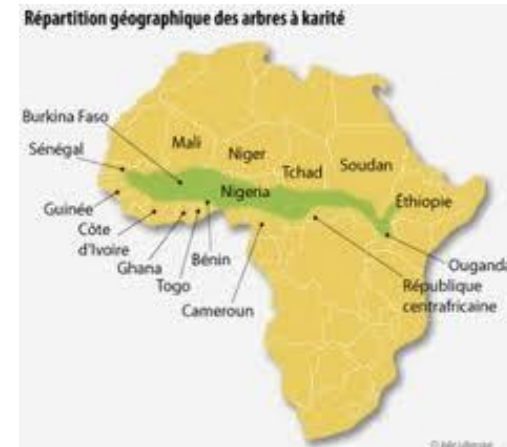 Répartition géographique des arbres à karité
Burkina Faso
Mali
Niger
Tchad
Soudan
Sénégal
Nigeria
Éthiopie
Guinée
Côte
d'Ivoire
Ghana
Togo
Bénin
Cameroun
Ouganda
République
centrafricaine